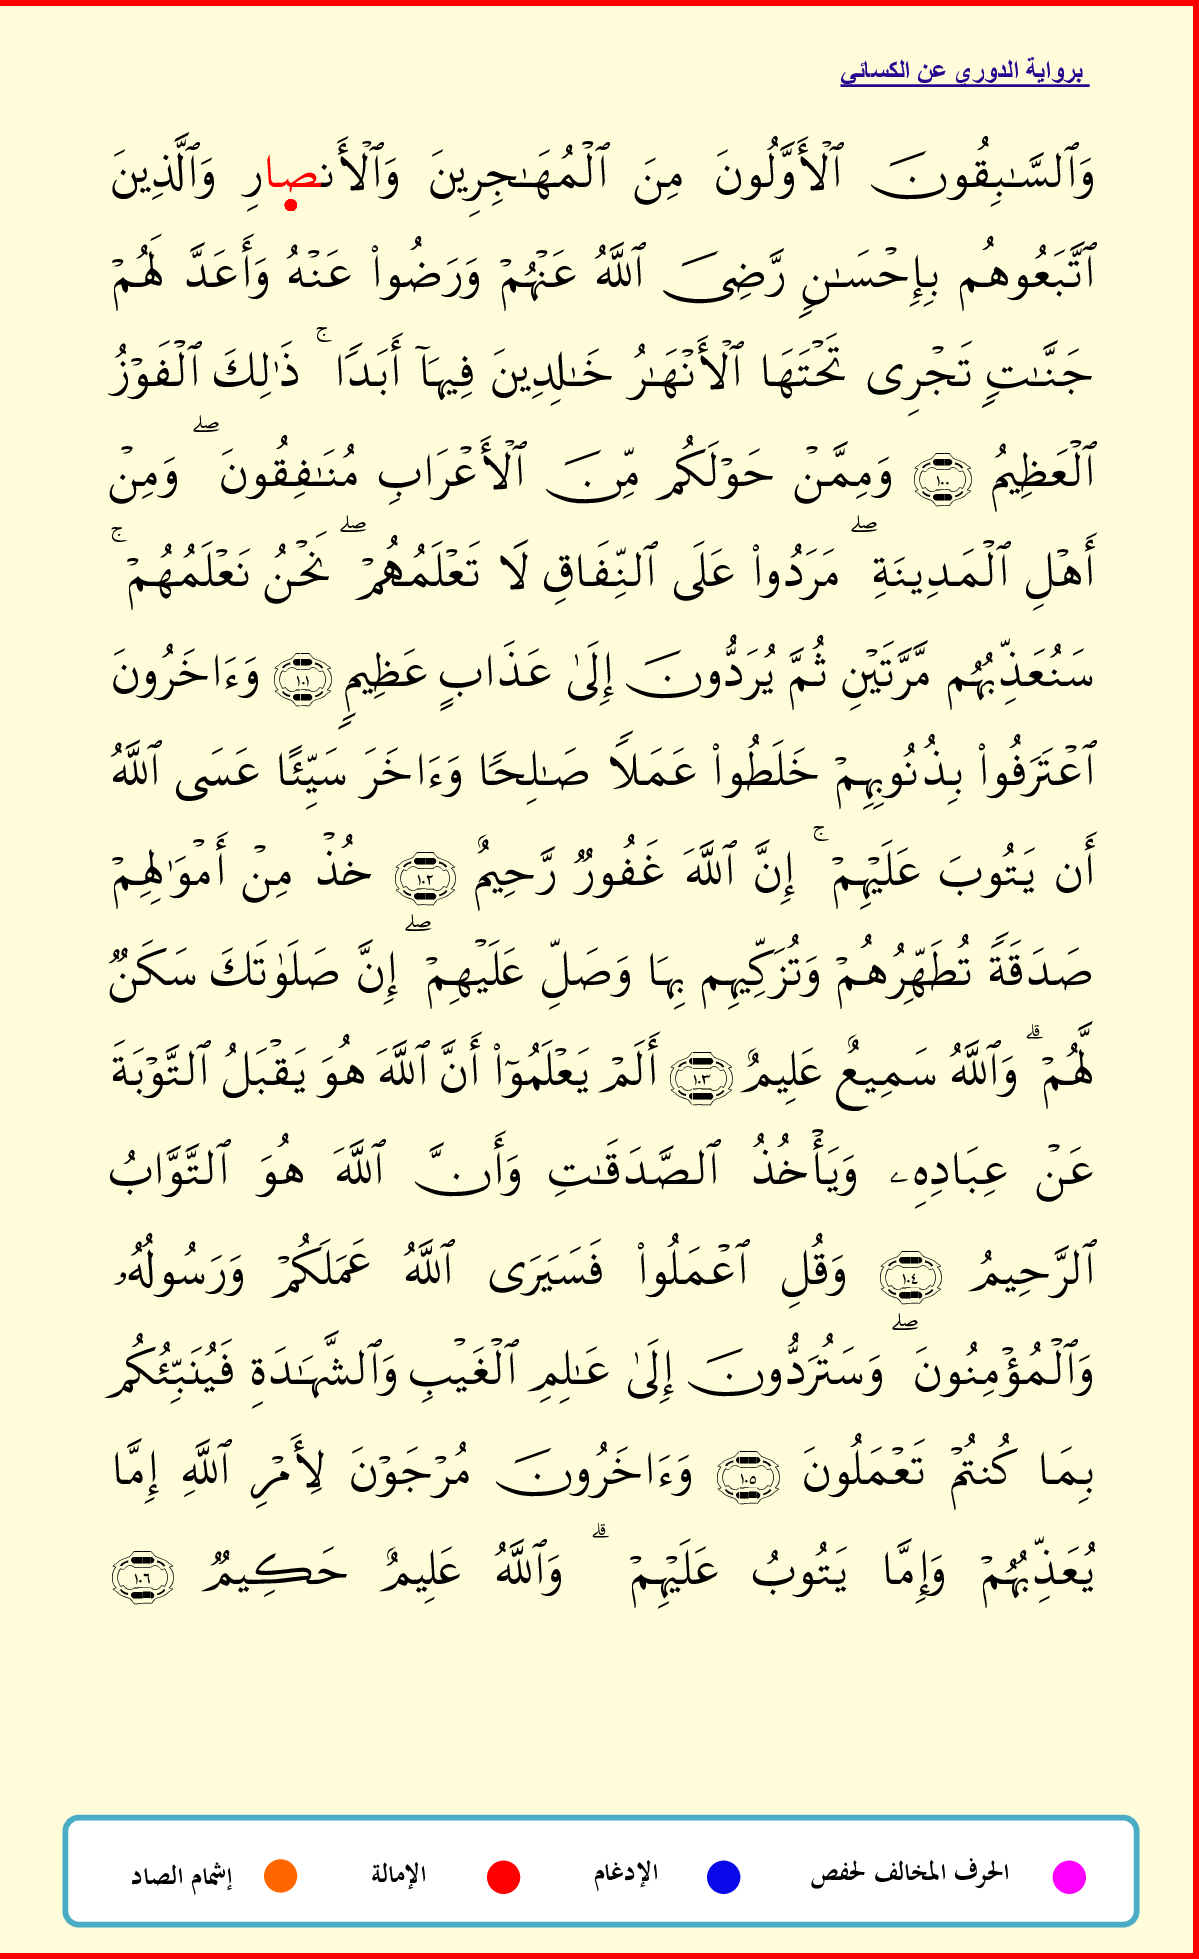 برواية الدوري عن الكسائي
وَٱلسَّـٰبِقُونَ ٱلْأَوَّلُونَ مِنَ ٱلْمُهَـٰجِرِينَ وَٱلْأَنصارِ وَٱلَّذِينَ
ٱتَّبَعُوهُم بِإِحْسَـٰنٍ رَّضِىَ ٱللَّهُ عَنْهُمْ وَرَضُوا۟ عَنْهُ وَأَعَدَّ لَهُمْ
جَنَّـٰتٍ تَجْرِى تَحْتَهَا ٱلْأَنْهَـٰرُ خَـٰلِدِينَ فِيهَآ أَبَدًا ۚ ذَٰلِكَ ٱلْفَوْزُ
ٱلْعَظِيمُ ١٠٠ وَمِمَّنْ حَوْلَكُم مِّنَ ٱلْأَعْرَابِ مُنَـٰفِقُونَ ۖ وَمِنْ
أَهْلِ ٱلْمَدِينَةِ ۖ مَرَدُوا۟ عَلَى ٱلنِّفَاقِ لَا تَعْلَمُهُمْ ۖ نَحْنُ نَعْلَمُهُمْ ۚ
سَنُعَذِّبُهُم مَّرَّتَيْنِ ثُمَّ يُرَدُّونَ إِلَىٰ عَذَابٍ عَظِيمٍ ١٠١ وَءَاخَرُونَ
ٱعْتَرَفُوا۟ بِذُنُوبِهِمْ خَلَطُوا۟ عَمَلًا صَـٰلِحًا وَءَاخَرَ سَيِّئًا عَسَى ٱللَّهُ
أَن يَتُوبَ عَلَيْهِمْ ۚ إِنَّ ٱللَّهَ غَفُورٌ رَّحِيمٌ ١٠٢ خُذْ مِنْ أَمْوَٰلِهِمْ
صَدَقَةً تُطَهِّرُهُمْ وَتُزَكِّيهِم بِهَا وَصَلِّ عَلَيْهِمْ ۖ إِنَّ صَلَوٰتَكَ سَكَنٌ
لَّهُمْ ۗ وَٱللَّهُ سَمِيعٌ عَلِيمٌ ١٠٣ أَلَمْ يَعْلَمُوٓا۟ أَنَّ ٱللَّهَ هُوَ يَقْبَلُ ٱلتَّوْبَةَ
عَنْ عِبَادِهِۦ وَيَأْخُذُ ٱلصَّدَقَـٰتِ وَأَنَّ ٱللَّهَ هُوَ ٱلتَّوَّابُ
ٱلرَّحِيمُ ١٠٤ وَقُلِ ٱعْمَلُوا۟ فَسَيَرَى ٱللَّهُ عَمَلَكُمْ وَرَسُولُهُۥ
وَٱلْمُؤْمِنُونَ ۖ وَسَتُرَدُّونَ إِلَىٰ عَـٰلِمِ ٱلْغَيْبِ وَٱلشَّهَـٰدَةِ فَيُنَبِّئُكُم
بِمَا كُنتُمْ تَعْمَلُونَ ١٠٥ وَءَاخَرُونَ مُرْجَوْنَ لِأَمْرِ ٱللَّهِ إِمَّا
يُعَذِّبُهُمْ وَإِمَّا يَتُوبُ عَلَيْهِمْ ۗ وَٱللَّهُ عَلِيمٌ حَكِيمٌ ١٠٦
الحرف المخالف لحفص الإدغام الإمالة إشمام الصاد